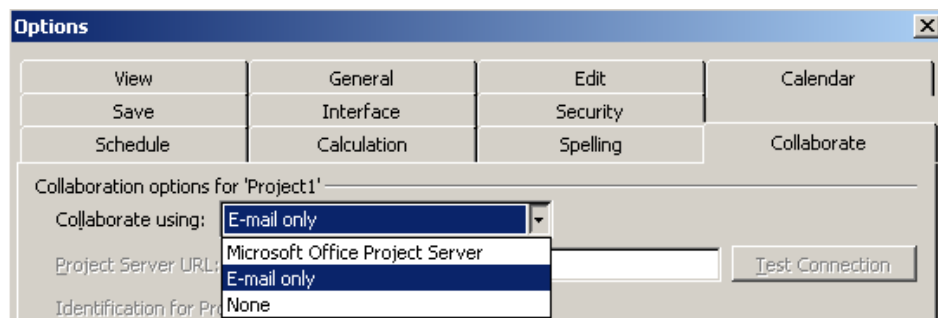 Options
View General Edit Calendar
Save Interface Security
Schedule Calculation Spelling Collaborate
Collaboration options for 'Project1'
Collaborate using: E-mail only
Microsoft Office Project Server
Project Server URL: E-mail only Test Connection
Identification for None